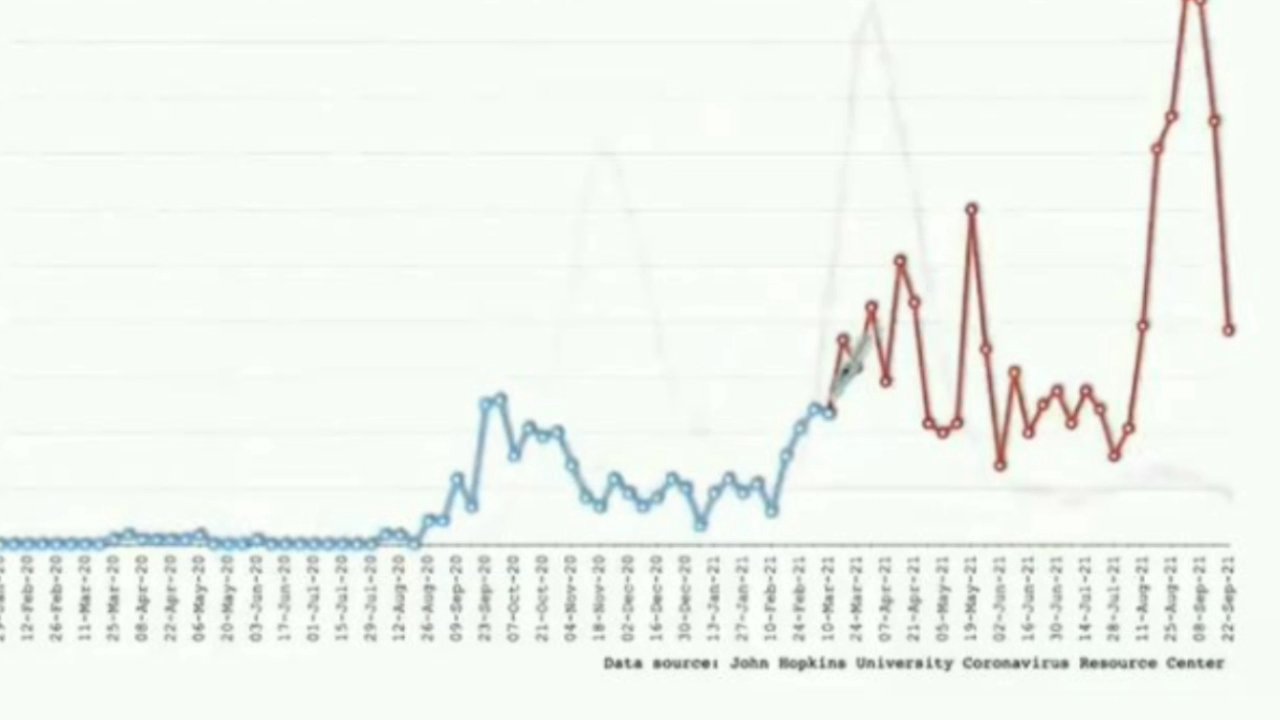 12-Feb-20
26-Feb-20
11-Mar-20
25-Mar-20
08-Apr-20
22-Apr-20
06-May-20
20-May-20
03-Jun-20
17-Jun-20
01-Jul-20
15-Jul-20
29-Jul-20
12-Aug-20
26-Aug-20
09-Sep-20
23-Sep-20
07-Oct-20
21-Oct-20
04-Nov-20
18-Nov-20
02-Dec-20
16-Dec-20
30-Dec-20
13-Jan-21
27-Jan-21
10-Feb-21
24-Feb-21
10-Mar-21
24-Mar-21
07-Apr-21
21-Apr-21
05-May-21
19-May-21
02-Jun-21
16-Jun-21
30-Jun-21
14-Jul-21
28-Jul-21
11-Aug-21
25-Aug-21
08-Sep-21
22-Sep-21
Data source: John Hopkins University Coronavirus Resource Center